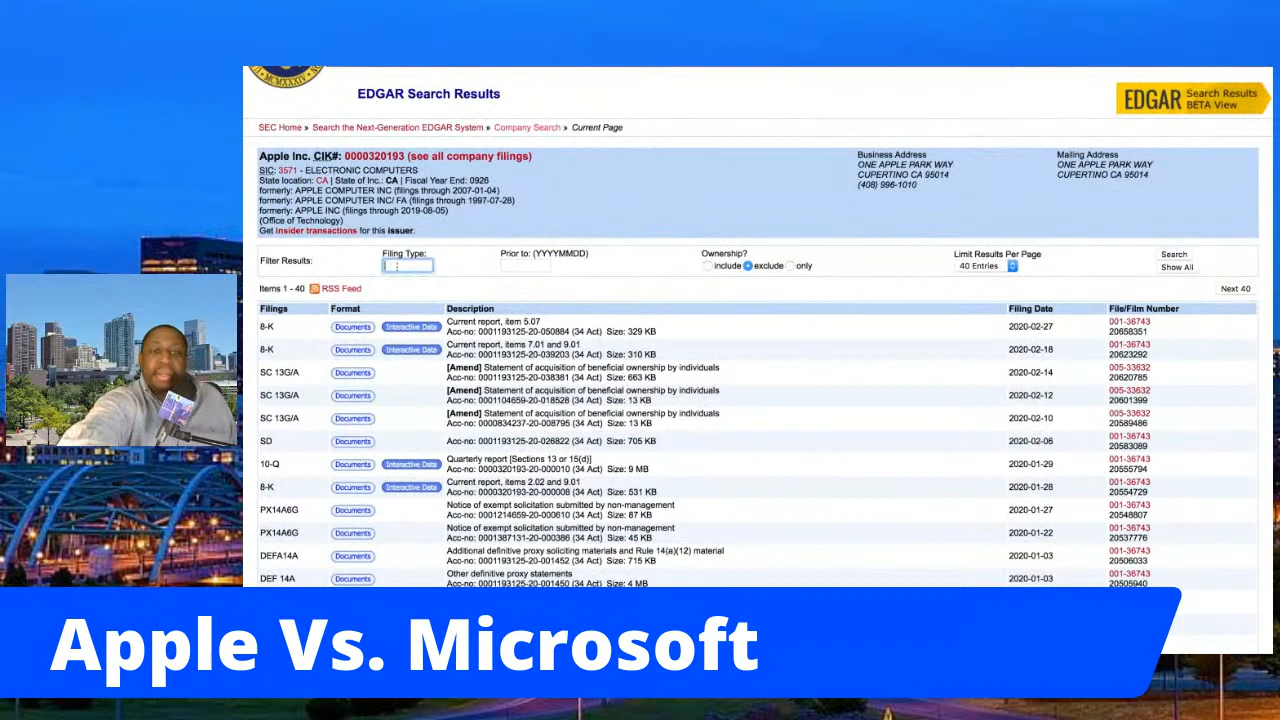 MCMXXXIV
EDGAR Search Results
EDGAR Search Results BETA View
SEC Home » Search the Next-Generation EDGAR System » Company Search » Current Page
Apple Inc. CIK#: 0000320193 (see all company filings)
SIC: 3571 - ELECTRONIC COMPUTERS
State location: CA | State of Inc.: CA | Fiscal Year End: 0926
formerly: APPLE COMPUTER INC (filings through 2007-01-04)
formerly: APPLE COMPUTER INC/ FA (filings through 1997-07-28)
formerly: APPLE INC (filings through 2019-08-05)
(Office of Technology)
Get insider transactions for this issuer.
Business Address
ONE APPLE PARK WAY
CUPERTINO CA 95014
(408) 996-1010
Mailing Address
ONE APPLE PARK WAY
CUPERTINO CA 95014
Filter Results:
Filing Type:
Prior to: (YYYYMMDD)
Ownership?
include exclude only
Limit Results Per Page
40 Entries
Search
Show All
Items 1 - 40 RSS Feed
Next 40
Filings Format Description Filing Date File/Film Number
8-K Documents Interactive Data Current report, item 5.07 2020-02-27 001-36743
Acc-no: 0001193125-20-050884 (34 Act) Size: 329 KB 20658351
8-K Documents Interactive Data Current report, items 7.01 and 9.01 2020-02-18 001-36743
Acc-no: 0001193125-20-039203 (34 Act) Size: 310 KB 20623292
SC 13G/A Documents [Amend] Statement of acquisition of beneficial ownership by individuals 2020-02-14 005-33632
Acc-no: 0001193125-20-038381 (34 Act) Size: 663 KB 20620785
SC 13G/A Documents [Amend] Statement of acquisition of beneficial ownership by individuals 2020-02-12 005-33632
Acc-no: 0001104659-20-018528 (34 Act) Size: 13 KB 20601399
SC 13G/A Documents [Amend] Statement of acquisition of beneficial ownership by individuals 2020-02-10 005-33632
Acc-no: 0000834237-20-008795 (34 Act) Size: 13 KB 20589486
SD Documents Acc-no: 0001193125-20-026822 (34 Act) Size: 705 KB 2020-02-06 001-36743
20583089
10-Q Documents Interactive Data Quarterly report [Sections 13 or 15(d)] 2020-01-29 001-36743
Acc-no: 0000320193-20-000010 (34 Act) Size: 9 MB 20555794
8-K Documents Interactive Data Current report, items 2.02 and 9.01 2020-01-28 001-36743
Acc-no: 0000320193-20-000008 (34 Act) Size: 531 KB 20554729
PX14A6G Documents Notice of exempt solicitation submitted by non-management 2020-01-27 001-36743
Acc-no: 0001214659-20-000610 (34 Act) Size: 87 KB 20548807
PX14A6G Documents Notice of exempt solicitation submitted by non-management 2020-01-22 001-36743
Acc-no: 0001387131-20-000386 (34 Act) Size: 45 KB 20537776
DEFA14A Documents Additional definitive proxy soliciting materials and Rule 14(a)(12) material 2020-01-03 001-36743
Acc-no: 0001193125-20-001452 (34 Act) Size: 715 KB 20506033
DEF 14A Documents Other definitive proxy statements 2020-01-03 001-36743
Acc-no: 0001193125-20-001450 (34 Act) Size: 4 MB 20505940
Apple Vs. Microsoft